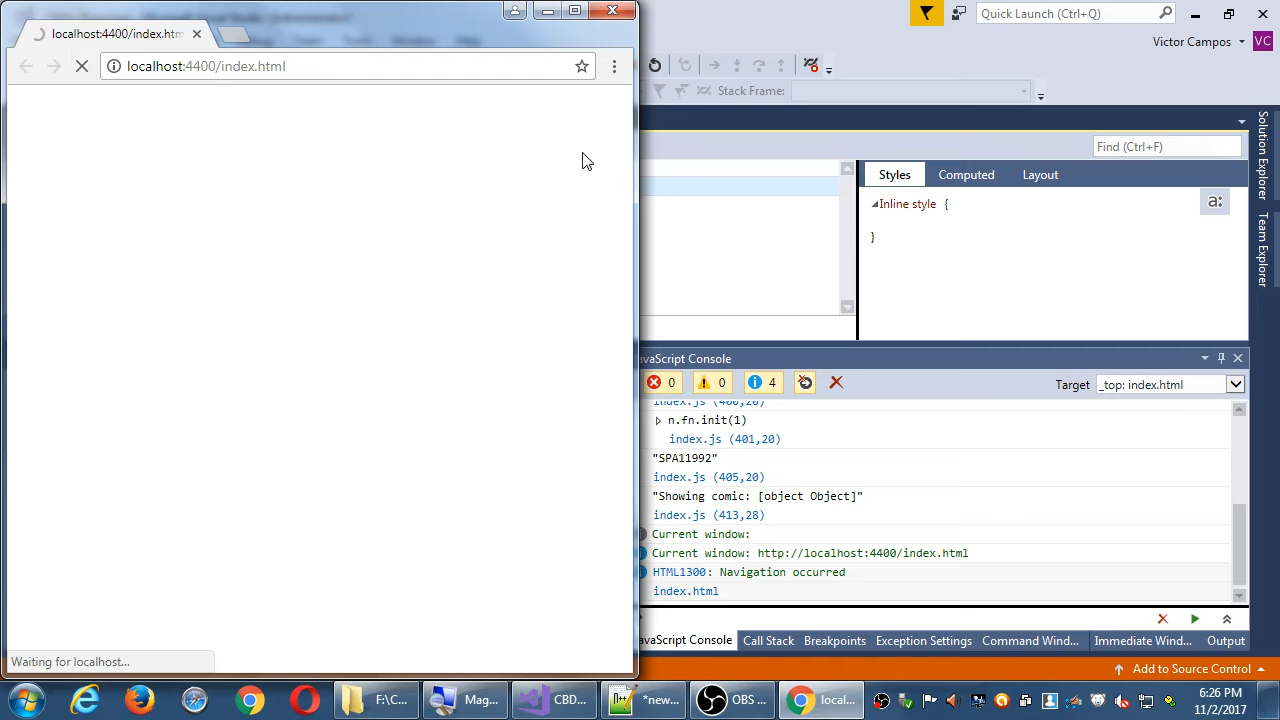 localhost:4400/index.htm
localhost:4400/index.html
Waiting for localhost...
Quick Launch (Ctrl+Q)
Victor Campos
VC
Stack Frame:
Find (Ctrl+F)
Styles
Computed
Layout
Inline style {
a:
}
Solution Explorer
Team Explorer
avaScript Console
0
0
4
Target
_top: index.html
index.js (400,20)
n.fn.init(1)
index.js (401,20)
"SPA11992"
index.js (405,20)
"Showing comic: [object Object]"
index.js (413,28)
Current window:
Current window: http://localhost:4400/index.html
HTML1300: Navigation occurred
index.html
avaScript Console
Call Stack
Breakpoints
Exception Settings
Command Wind...
Immediate Wind...
Output
Add to Source Control
F:\C...
Mag...
CBD...
*new...
OBS ...
local...
6:26 PM
11/2/2017